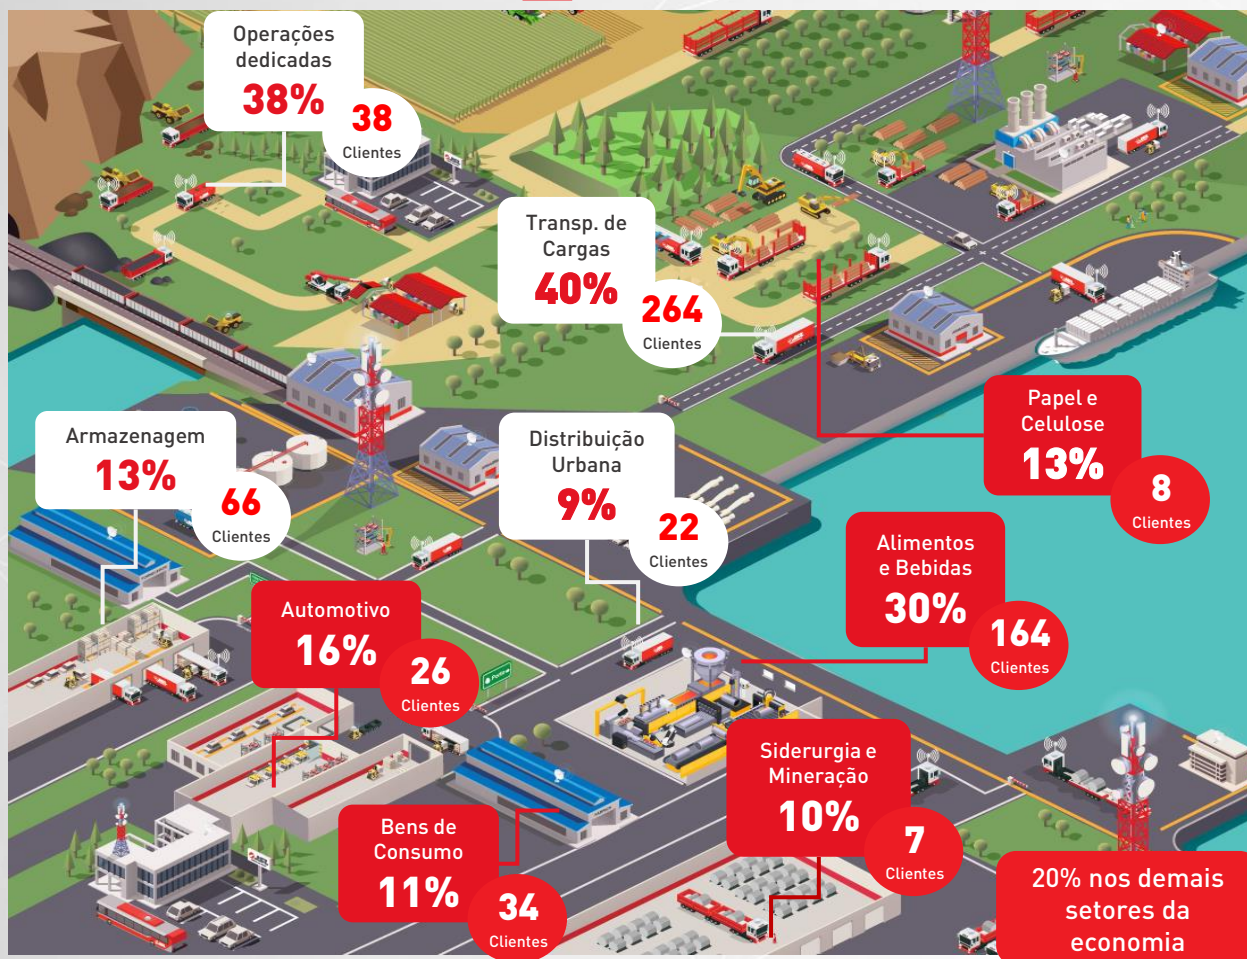 Operações
dedicadas
38%
38
Clientes
Transp. de
Cargas
40%
264
Clientes
Papel e
Celulose
13%
8
Clientes
Armazenagem
13%
66
Clientes
Distribuição
Urbana
9%
22
Clientes
Alimentos
e Bebidas
30%
164
Clientes
Automotivo
16%
26
Clientes
Siderurgia e
Mineração
10%
7
Clientes
Bens de
Consumo
11%
34
Clientes
20% nos demais
setores da
economia